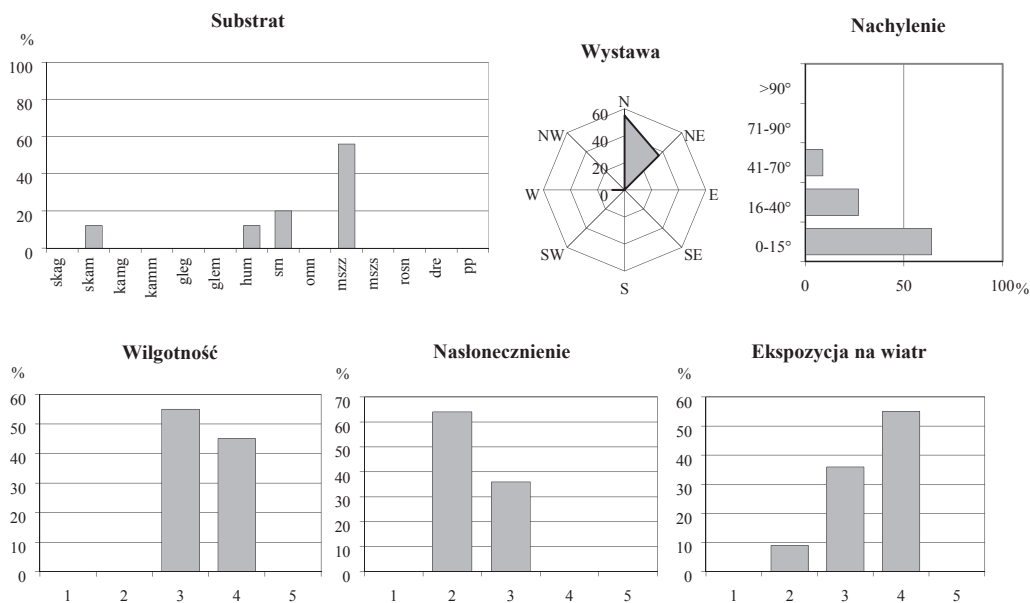 Substrat
%
100
80
60
40
20
0
skag
skam
kamg
kamm
gleg
glem
hum
srn
omn
mszz
mszs
rosn
dre
pp
Wystawa
N
NE
E
SE
S
SW
W
NW
60
40
20
0
Nachylenie
>90°
71-90°
41-70°
16-40°
0-15°
0 50 100%
Wilgotność
%
60
50
40
30
20
10
0
1 2 3 4 5
Nasłonecznienie
%
70
60
50
40
30
20
10
0
1 2 3 4 5
Ekspozycja na wiatr
%
60
50
40
30
20
10
0
1 2 3 4 5